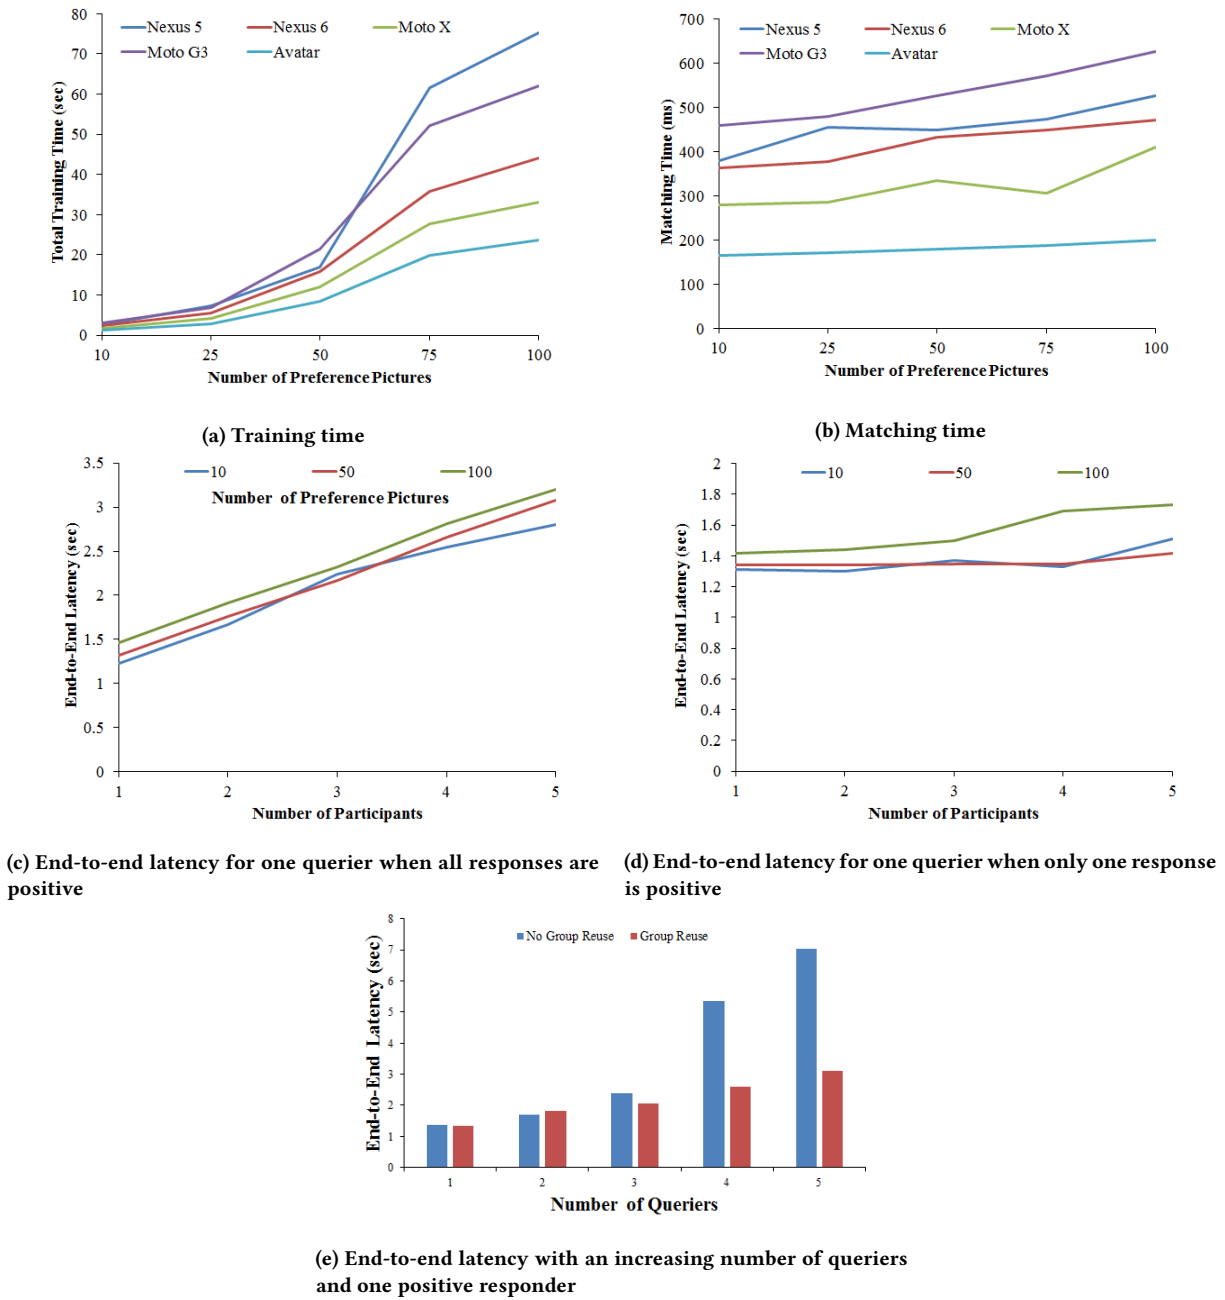 80
70
60
50
40
30
20
10
0
Total Training Time (sec)
Nexus 5 Nexus 6 Moto X
Moto G3 Avatar
10 25 50 75 100
Number of Preference Pictures
(a) Training time
700
600
500
400
300
200
100
0
Matching Time (ms)
Nexus 5 Nexus 6 Moto X
Moto G3 Avatar
10 25 50 75 100
Number of Preference Pictures
(b) Matching time
3.5
3
2.5
2
1.5
1
0.5
0
End-to-End Latency (sec)
10 50 100
Number of Preference Pictures
1 2 3 4 5
Number of Participants
(c) End-to-end latency for one querier when all responses are
positive
2
1.8
1.6
1.4
1.2
1
0.8
0.6
0.4
0.2
0
End-to-End Latency (sec)
10 50 100
1 2 3 4 5
Number of Participants
(d) End-to-end latency for one querier when only one response
is positive
8
7
6
5
4
3
2
1
0
End-to-End Latency (sec)
No Group Reuse Group Reuse
1 2 3 4 5
Number of Queriers
(e) End-to-end latency with an increasing number of queriers
and one positive responder